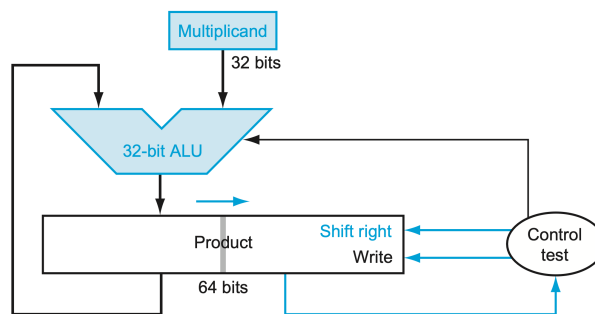 Multiplicand
32 bits
32-bit ALU
Product
Shift right
Write
Control
test
64 bits